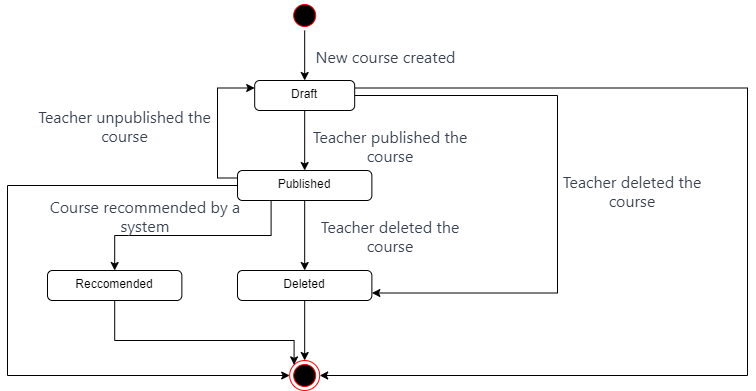 New course created
Draft
Teacher unpublished the
course
Teacher published the
course
Published
Teacher deleted the
course
Course recommended by a
system
Teacher deleted the
course
Reccomended
Deleted